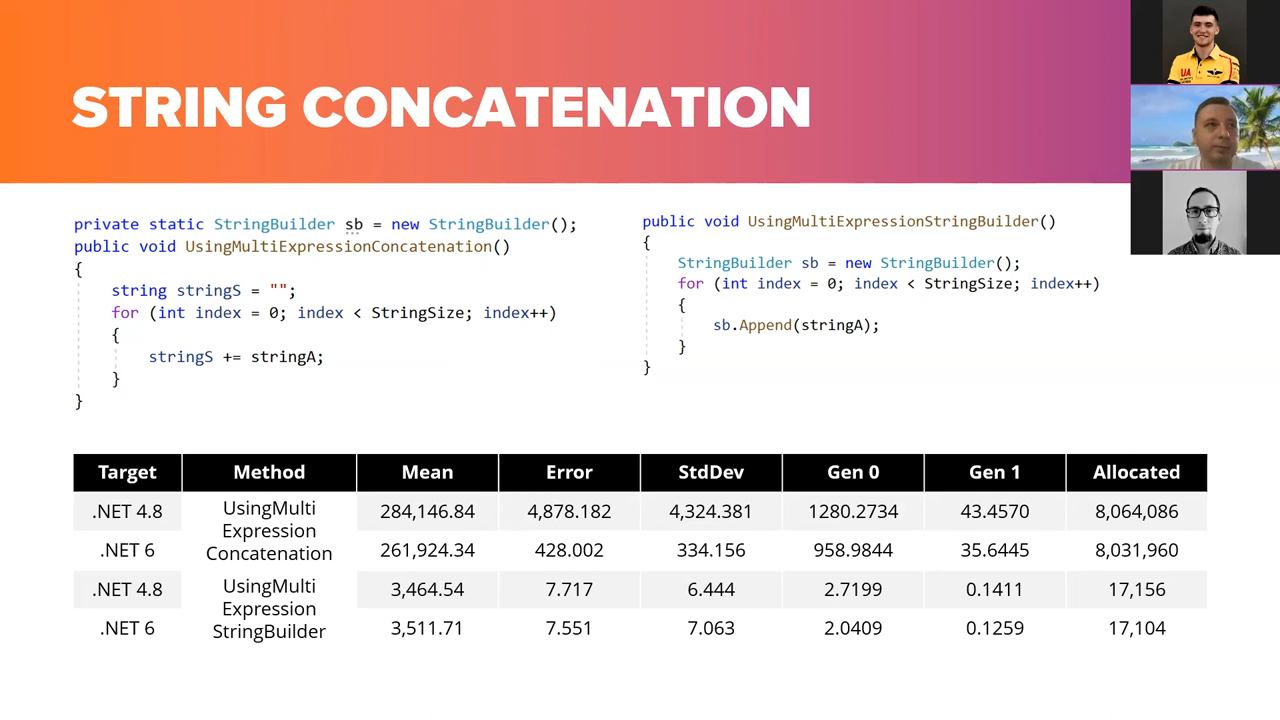 STRING CONCATENATION
private static StringBuilder sb = new StringBuilder();
public void UsingMultiExpressionConcatenation()
{
    string stringS = "";
    for (int index = 0; index < StringSize; index++)
    {
        stringS += stringA;
    }
}
public void UsingMultiExpressionStringBuilder()
{
    StringBuilder sb = new StringBuilder();
    for (int index = 0; index < StringSize; index++)
    {
        sb.Append(stringA);
    }
}
Target Method Mean Error StdDev Gen 0 Gen 1 Allocated
.NET 4.8 UsingMulti Expression Concatenation 284,146.84 4,878.182 4,324.381 1280.2734 43.4570 8,064,086
.NET 6 261,924.34 428.002 334.156 958.9844 35.6445 8,031,960
.NET 4.8 UsingMulti Expression StringBuilder 3,464.54 7.717 6.444 2.7199 0.1411 17,156
.NET 6 3,511.71 7.551 7.063 2.0409 0.1259 17,104
UA